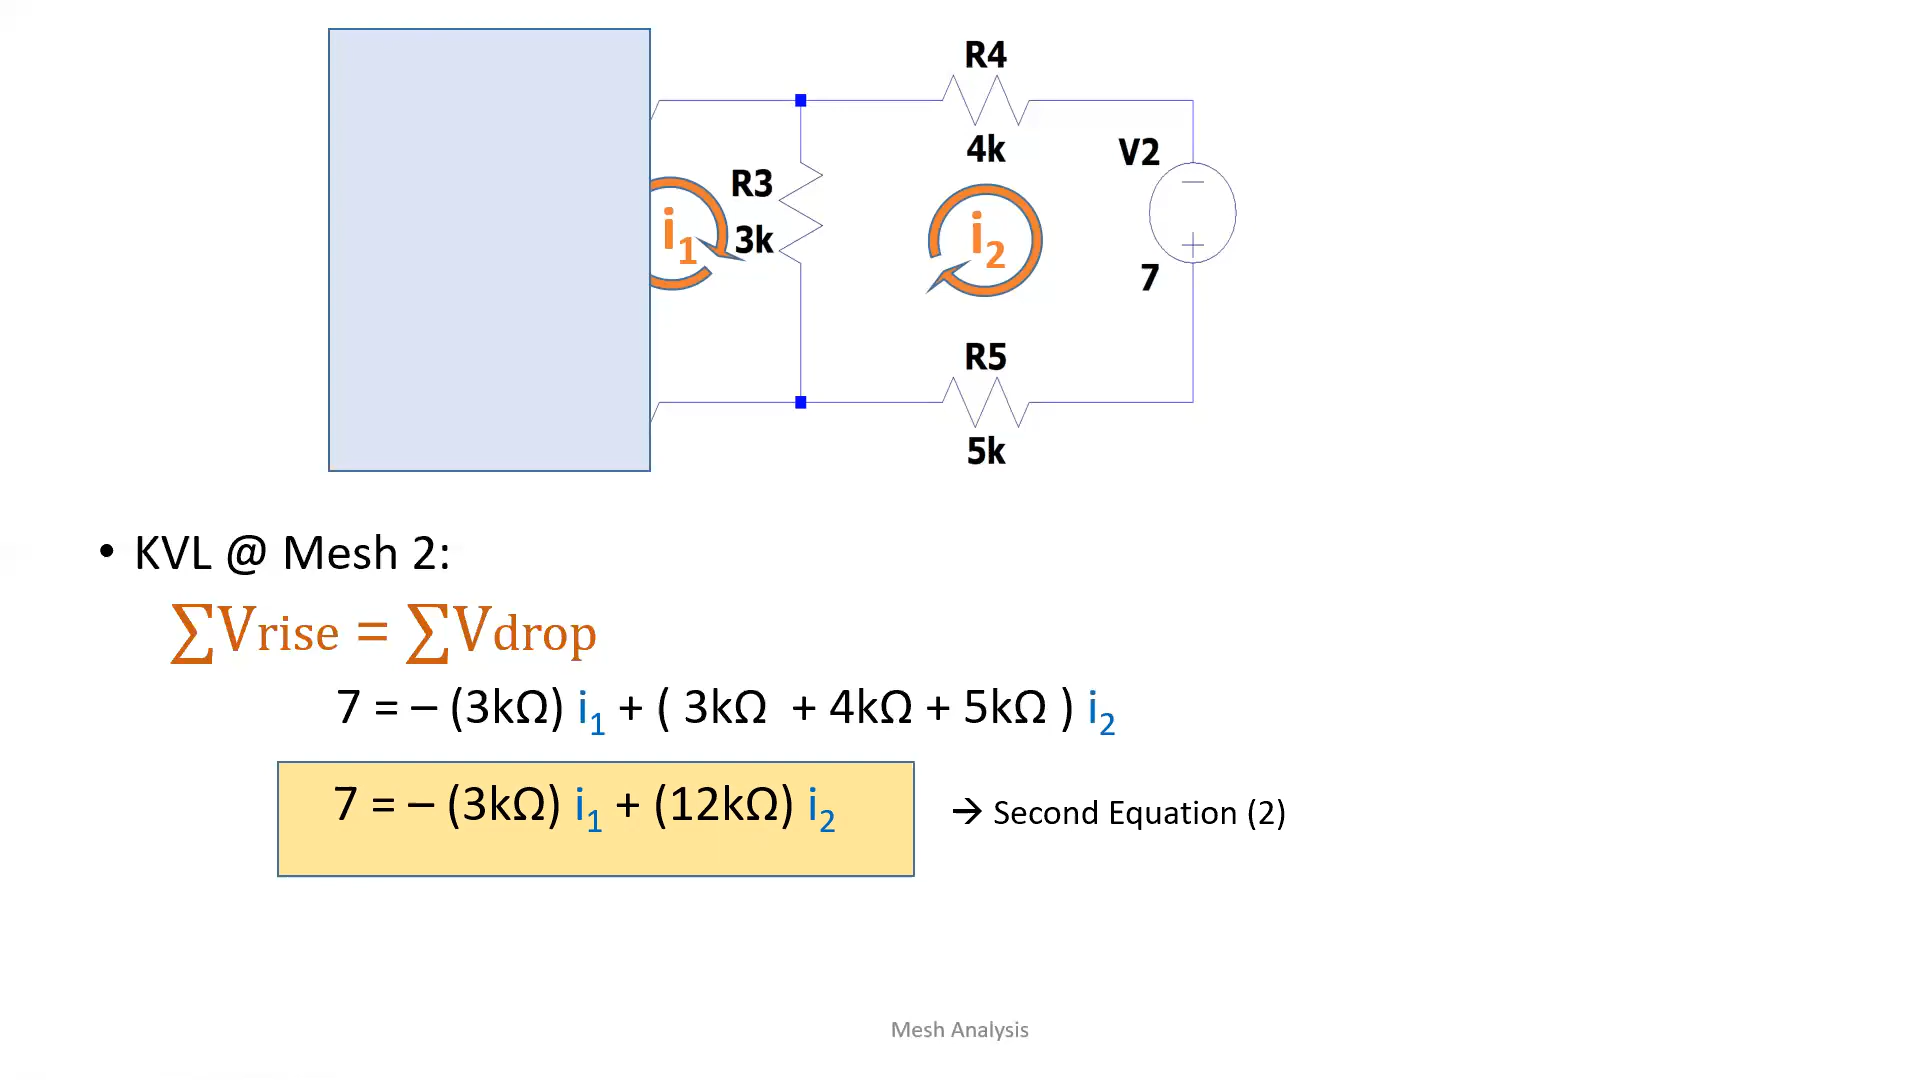 R4
4k
V2
–
+
7
R3
3k
i₁
i₂
R5
5k
• KVL @ Mesh 2:
∑Vrise = ∑Vdrop
7 = – (3kΩ) i₁ + ( 3kΩ + 4kΩ + 5kΩ ) i₂
7 = – (3kΩ) i₁ + (12kΩ) i₂
→ Second Equation (2)
Mesh Analysis